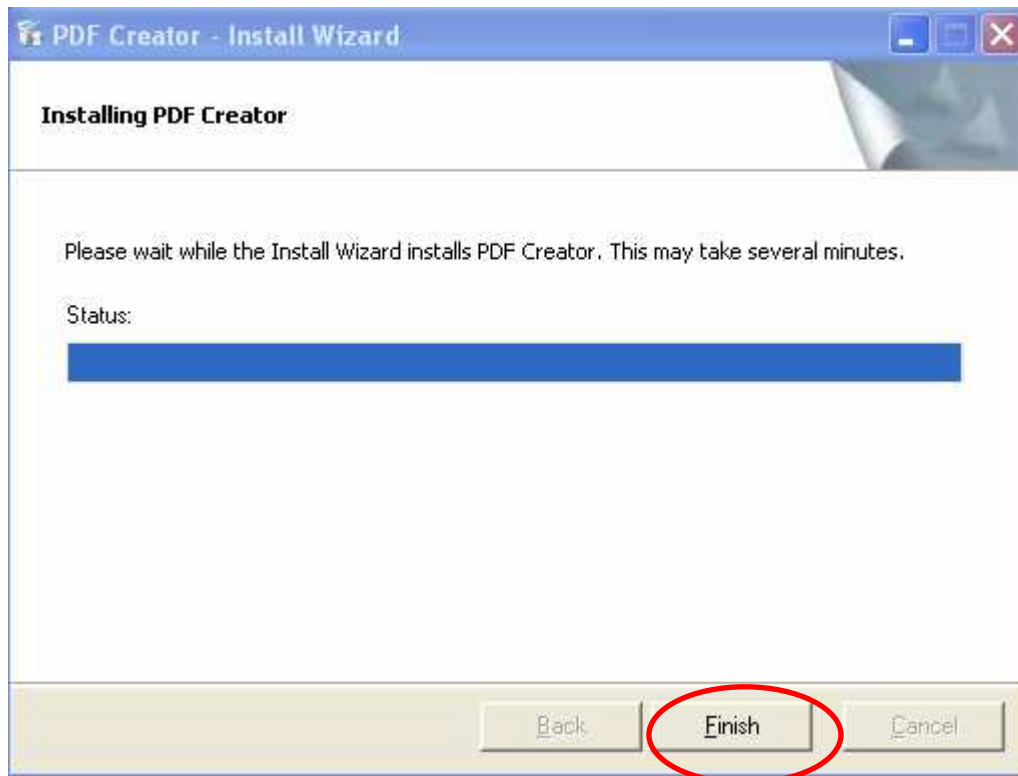 PDF Creator - Install Wizard
Installing PDF Creator
Please wait while the Install Wizard installs PDF Creator. This may take several minutes.
Status:
Back Finish Cancel